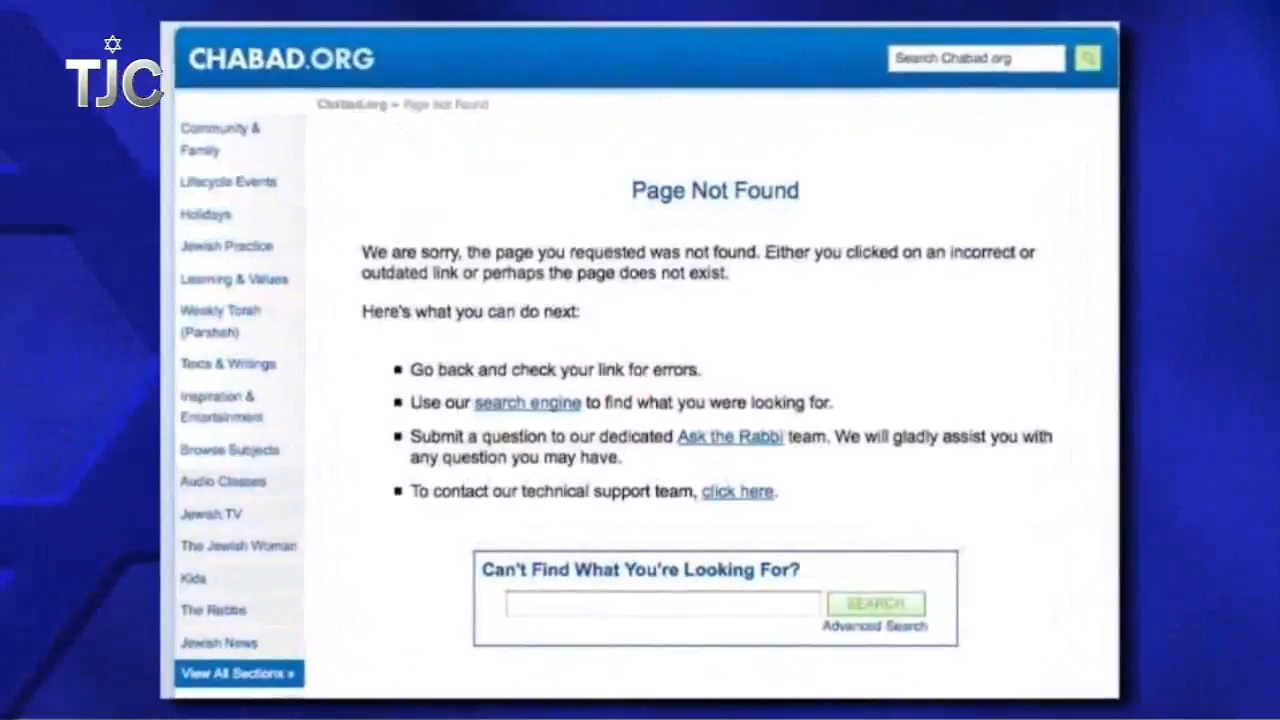 TJC
CHABAD.ORG
Search Chabad.org
Chabad.org » Page Not Found
Community &
Family
Lifecycle Events
Holidays
Jewish Practice
Learning & Values
Weekly Torah
(Parshah)
Texts & Writings
Inspiration &
Entertainment
Browse Subjects
Audio Classes
Jewish.TV
The Jewish Woman
Kids
The Rebbe
Jewish News
View All Sections »
Page Not Found
We are sorry, the page you requested was not found. Either you clicked on an incorrect or
outdated link or perhaps the page does not exist.
Here's what you can do next:
▪ Go back and check your link for errors.
▪ Use our search engine to find what you were looking for.
▪ Submit a question to our dedicated Ask the Rabbi team. We will gladly assist you with
any question you may have.
▪ To contact our technical support team, click here.
Can't Find What You're Looking For?
SEARCH
Advanced Search